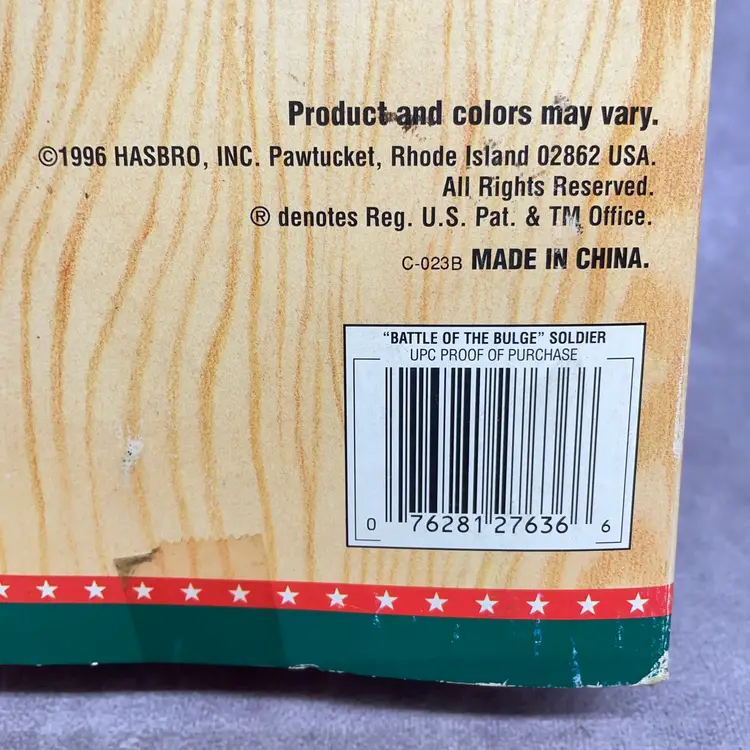 Product and colors may vary.
©1996 HASBRO, INC. Pawtucket, Rhode Island 02862 USA.
All Rights Reserved.
® denotes Reg. U.S. Pat. & TM Office.
C-023B MADE IN CHINA.
"BATTLE OF THE BULGE" SOLDIER
UPC PROOF OF PURCHASE
0 76281 27636 6